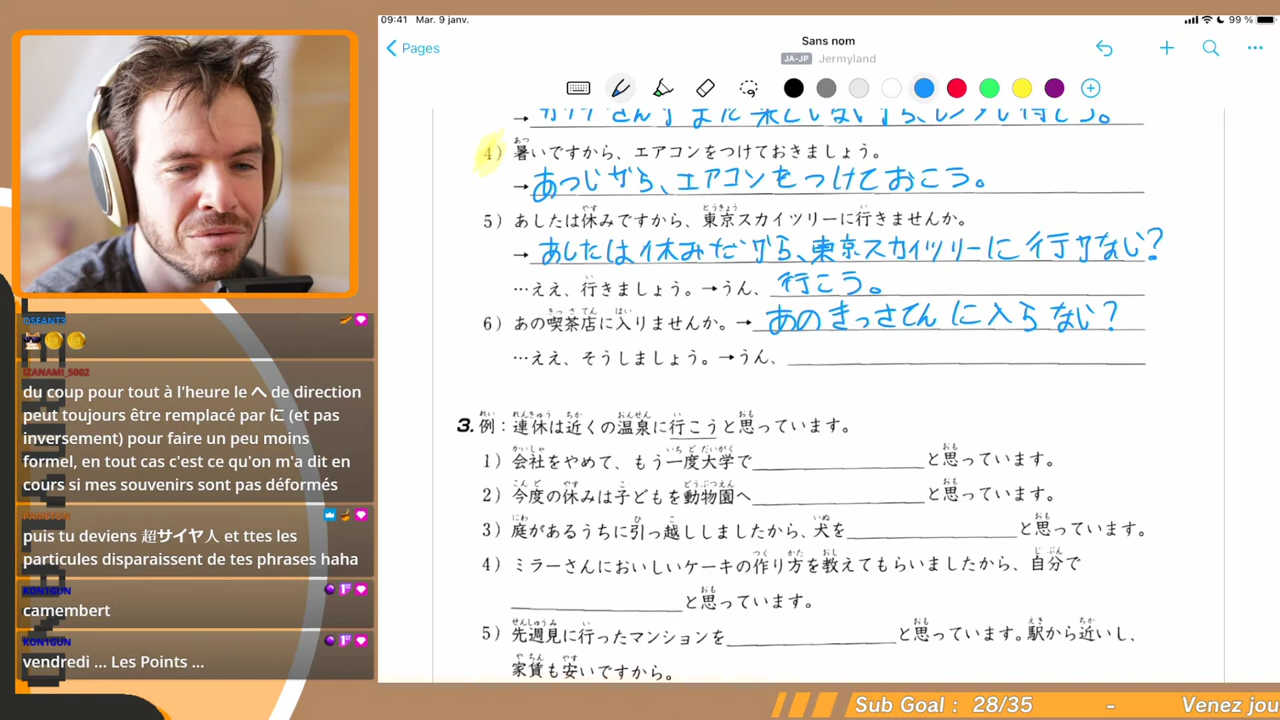 09:41 Mar. 9 janv.
99 %
Pages
Sans nom
JA-JP Jermyland
4) 暑いですから、エアコンをつけておきましょう。
→ あついから、エアコンをつけておこう。
5) あしたは休みですから、東京スカイツリーに行きませんか。
→ あしたは休みだから、東京スカイツリーに行かない?
…ええ、行きましょう。→うん、行こう。
6) あの喫茶店に入りませんか。→ あのきっさてんに入らない?
…ええ、そうしましょう。→うん、
3. 例:連休は近くの温泉に行こうと思っています。
1) 会社をやめて、もう一度大学で と思っています。
2) 今度の休みは子どもを動物園へ と思っています。
3) 庭があるうちに引っ越ししましたから、犬を と思っています。
4) ミラーさんにおいしいケーキの作り方を教えてもらいましたから、自分で
と思っています。
5) 先週見に行ったマンションを と思っています。駅から近いし、
家賃も安いですから。
OSEANT3
IZANAMI_5002
du coup pour tout à l'heure le へ de direction
peut toujours être remplacé par に (et pas
inversement) pour faire un peu moins
formel, en tout cas c'est ce qu'on m'a dit en
cours si mes souvenirs sont pas déformés
puis tu deviens 超サイヤ人 et ttes les
particules disparaissent de tes phrases haha
KON1GUN
camembert
KON1GUN
vendredi ... Les Points ...
Sub Goal : 28/35 - Venez jou